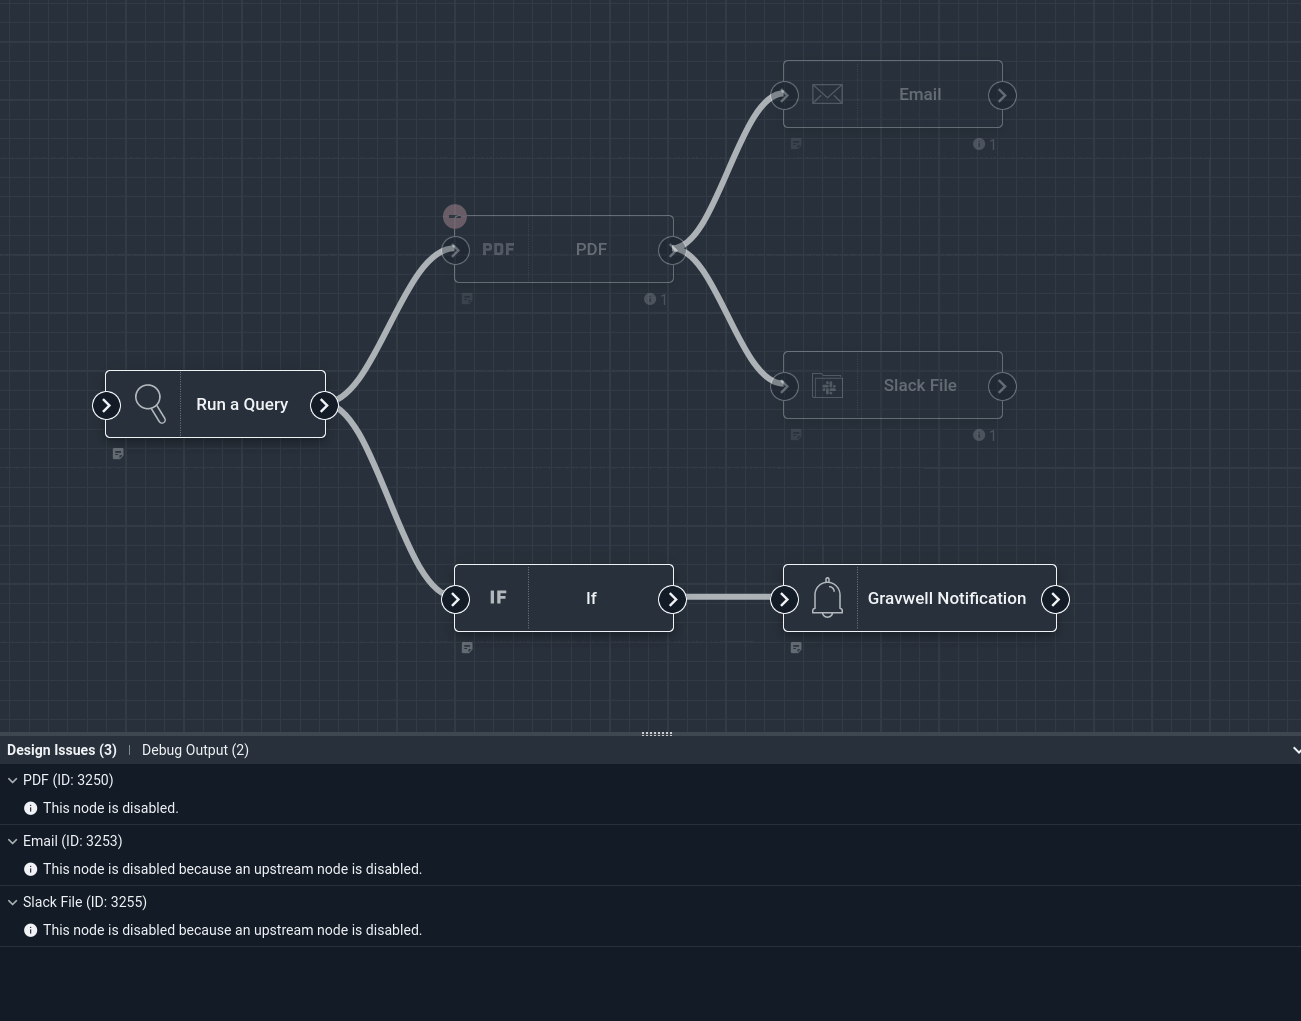 Email
1
PDF PDF
1
Slack File
1
Run a Query
IF If
Gravwell Notification
Design Issues (3) | Debug Output (2)
PDF (ID: 3250)
This node is disabled.
Email (ID: 3253)
This node is disabled because an upstream node is disabled.
Slack File (ID: 3255)
This node is disabled because an upstream node is disabled.